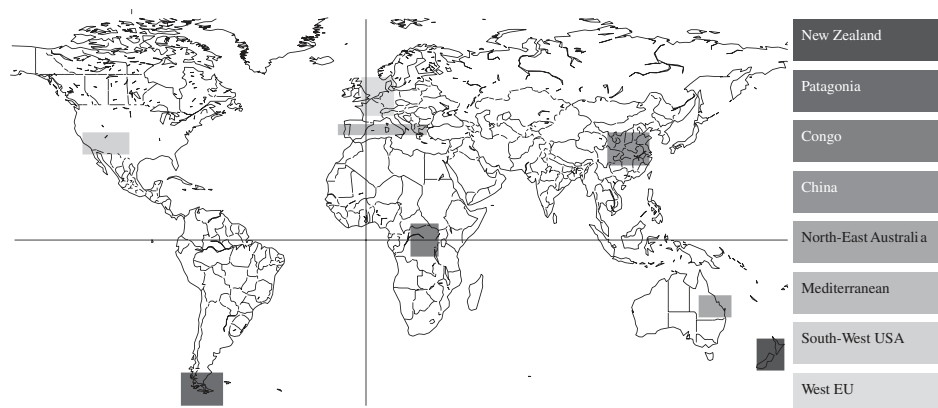 New Zealand
Patagonia
Congo
China
North-East Australia
Mediterranean
South-West USA
West EU